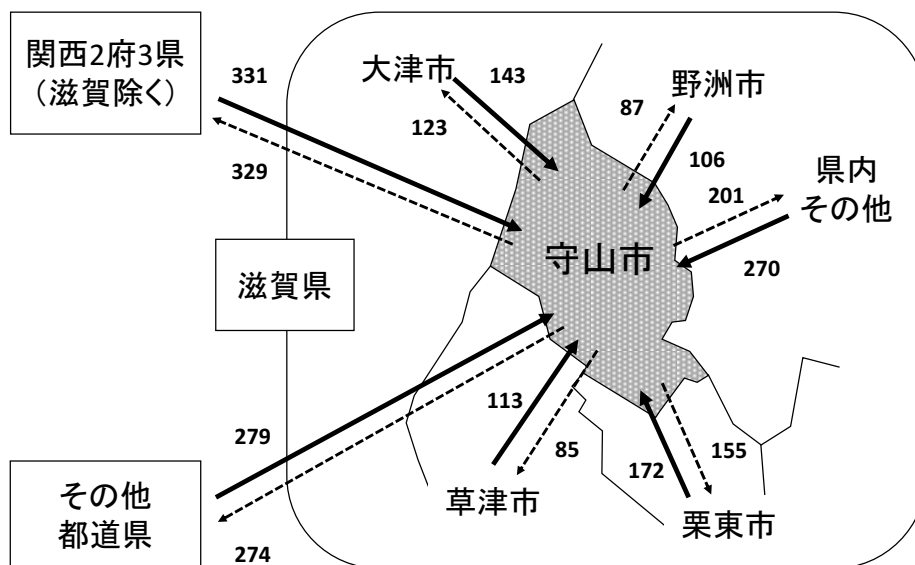 関西2府3県
（滋賀除く）
331
329
大津市
143
123
野洲市
87
106
県内
その他
201
270
守山市
滋賀県
279
274
その他
都道県
113
85
草津市
172
155
栗東市